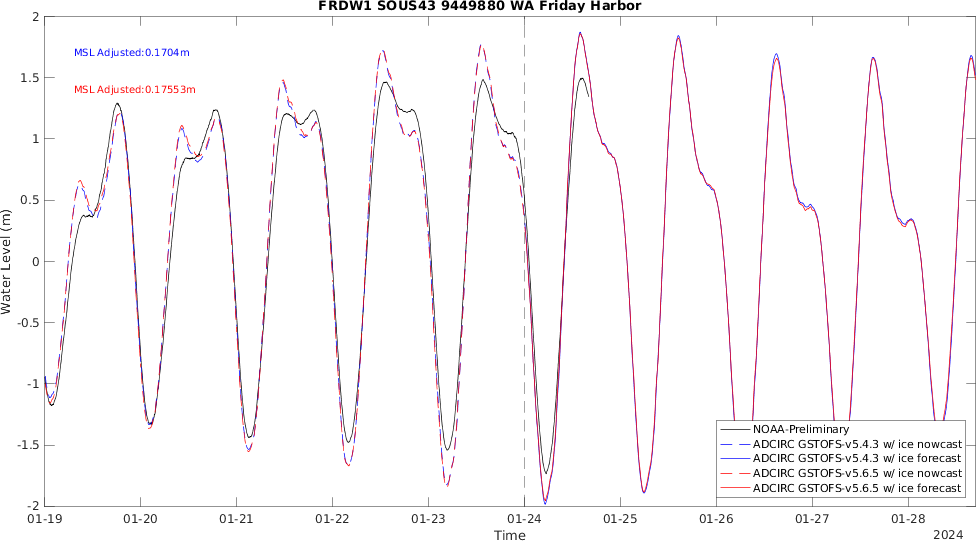 FRDW1 SOUS43 9449880 WA Friday Harbor
2
MSL Adjusted:0.1704m
1.5
MSL Adjusted:0.17553m
1
0.5
0
-0.5
-1
-1.5
-2
Water Level (m)
NOAA-Preliminary
ADCIRC GSTOFS-v5.4.3 w/ ice nowcast
ADCIRC GSTOFS-v5.4.3 w/ ice forecast
ADCIRC GSTOFS-v5.6.5 w/ ice nowcast
ADCIRC GSTOFS-v5.6.5 w/ ice forecast
01-19 01-20 01-21 01-22 01-23 01-24 01-25 01-26 01-27 01-28
Time
2024